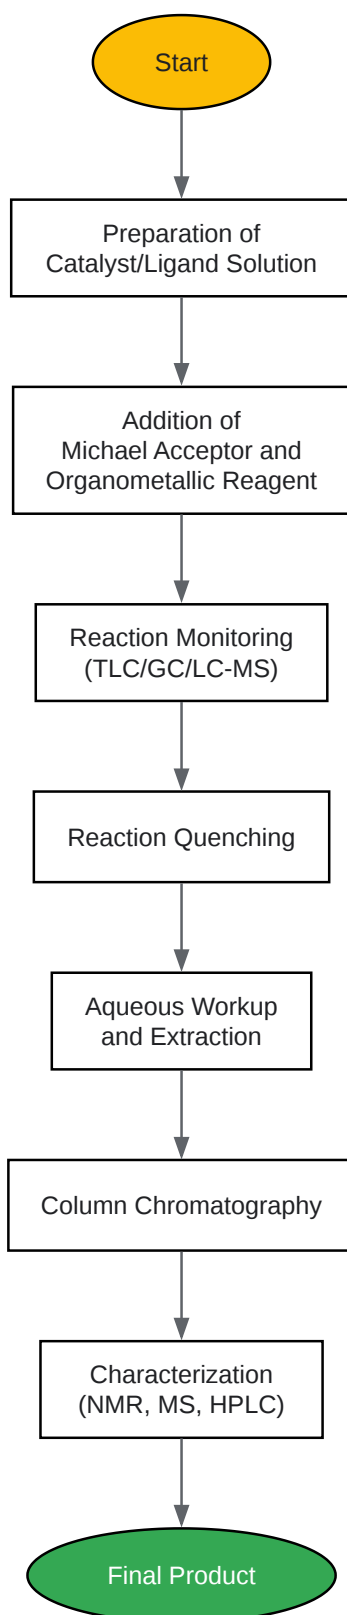 Start
Preparation of
Catalyst/Ligand Solution
Addition of
Michael Acceptor and
Organometallic Reagent
Reaction Monitoring
(TLC/GC/LC-MS)
Reaction Quenching
Aqueous Workup
and Extraction
Column Chromatography
Characterization
(NMR, MS, HPLC)
Final Product